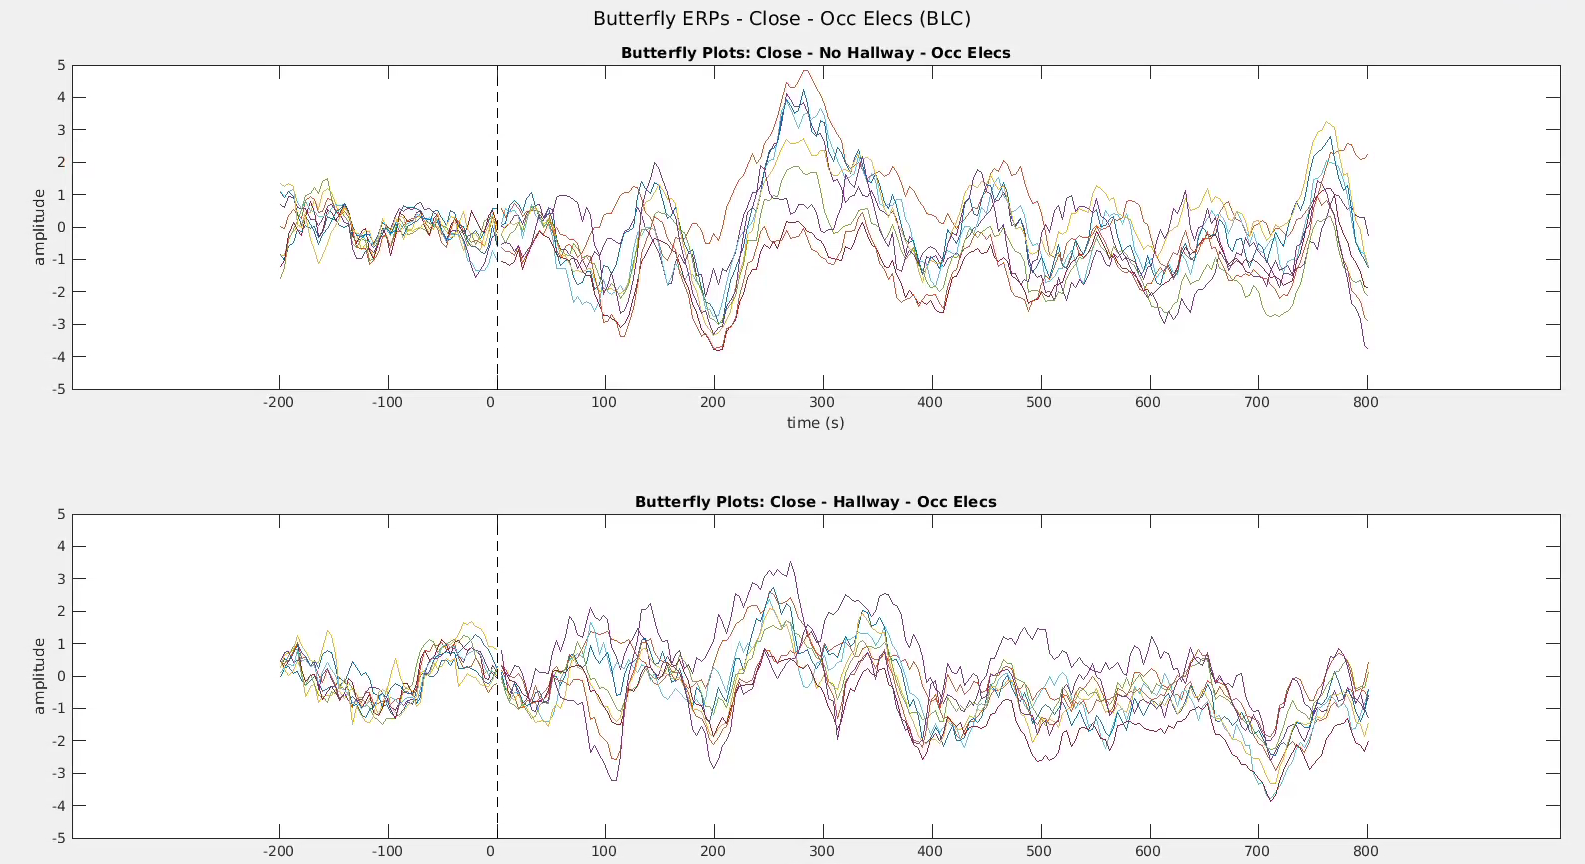 Butterfly ERPs - Close - Occ Elecs (BLC)
Butterfly Plots: Close - No Hallway - Occ Elecs
5
4
3
2
1
0
-1
-2
-3
-4
-5
amplitude
-200 -100 0 100 200 300 400 500 600 700 800
time (s)
Butterfly Plots: Close - Hallway - Occ Elecs
5
4
3
2
1
0
-1
-2
-3
-4
-5
amplitude
-200 -100 0 100 200 300 400 500 600 700 800